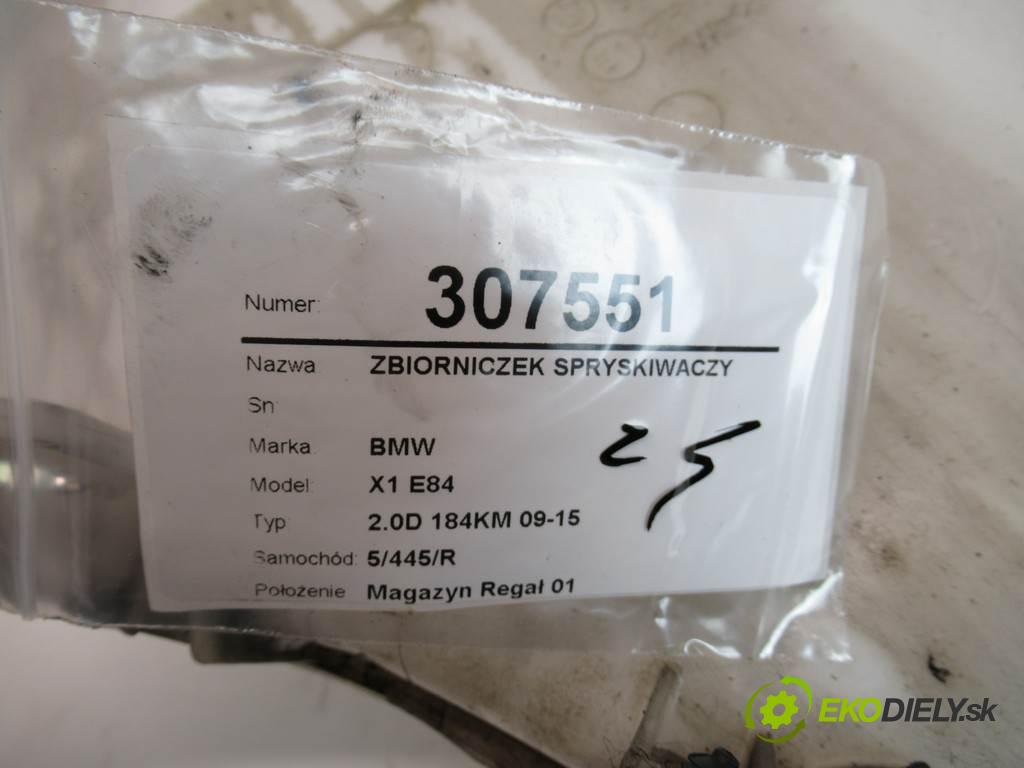 Numer: 307551
Nazwa ZBIORNICZEK SPRYSKIWACZY
Sn
Marka BMW
25
Model: X1 E84
Typ 2.0D 184KM 09-15
Samochód: 5/445/R
Położenie Magazyn Regał 01
EKODIELY.sk